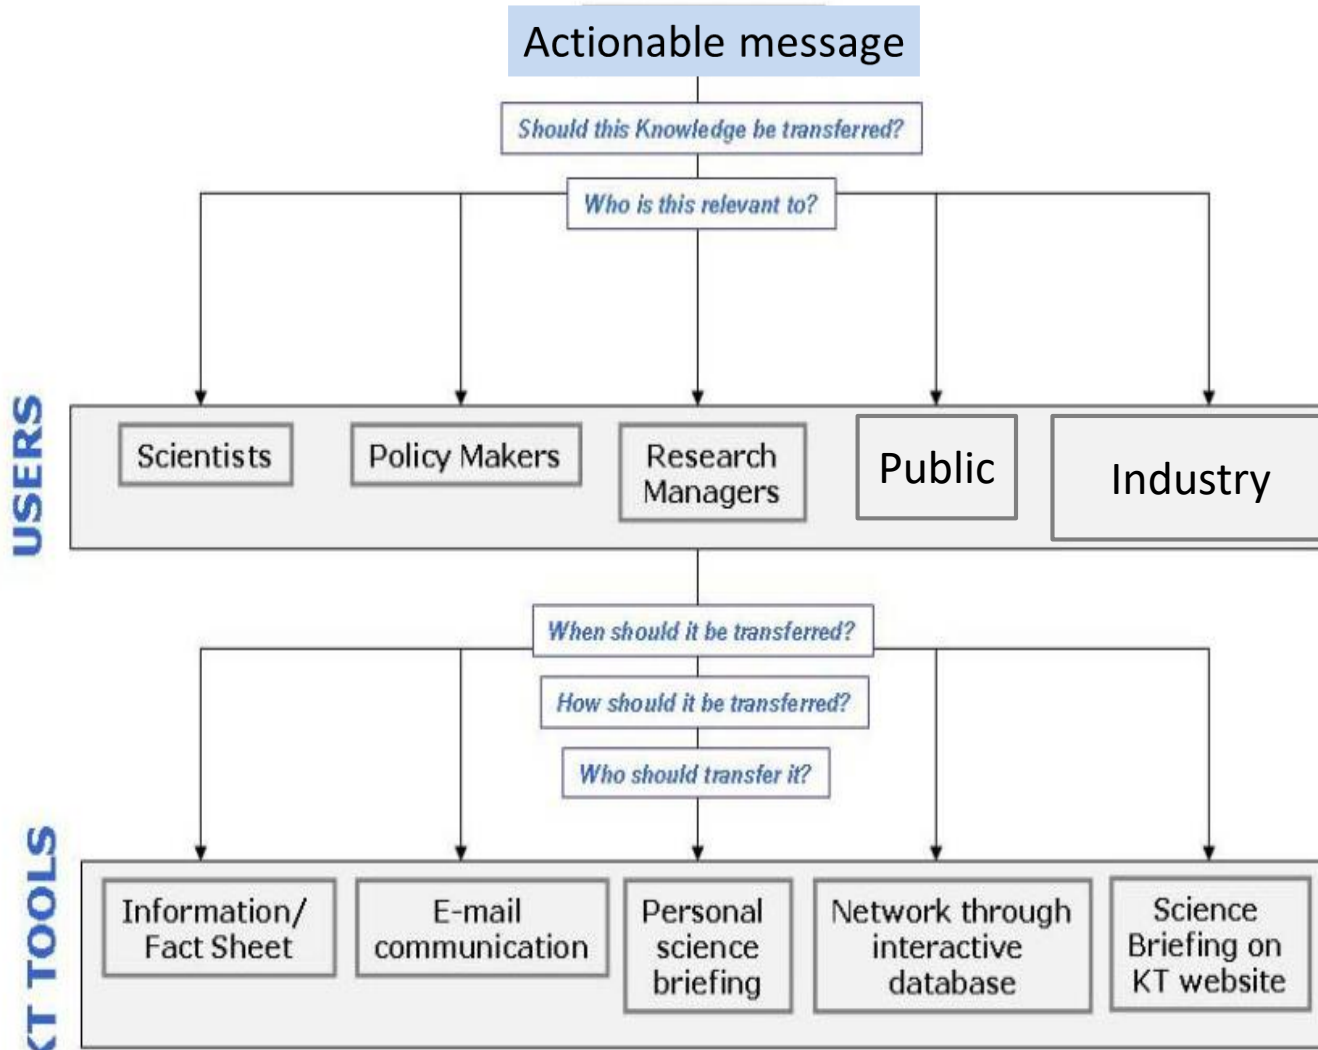 Actionable message
Should this Knowledge be transferred?
Who is this relevant to?
USERS
Scientists
Policy Makers
Research
Managers
Public
Industry
When should it be transferred?
How should it be transferred?
Who should transfer it?
KT TOOLS
Information/
Fact Sheet
E-mail
communication
Personal
science
briefing
Network through
interactive
database
Science
Briefing on
KT website